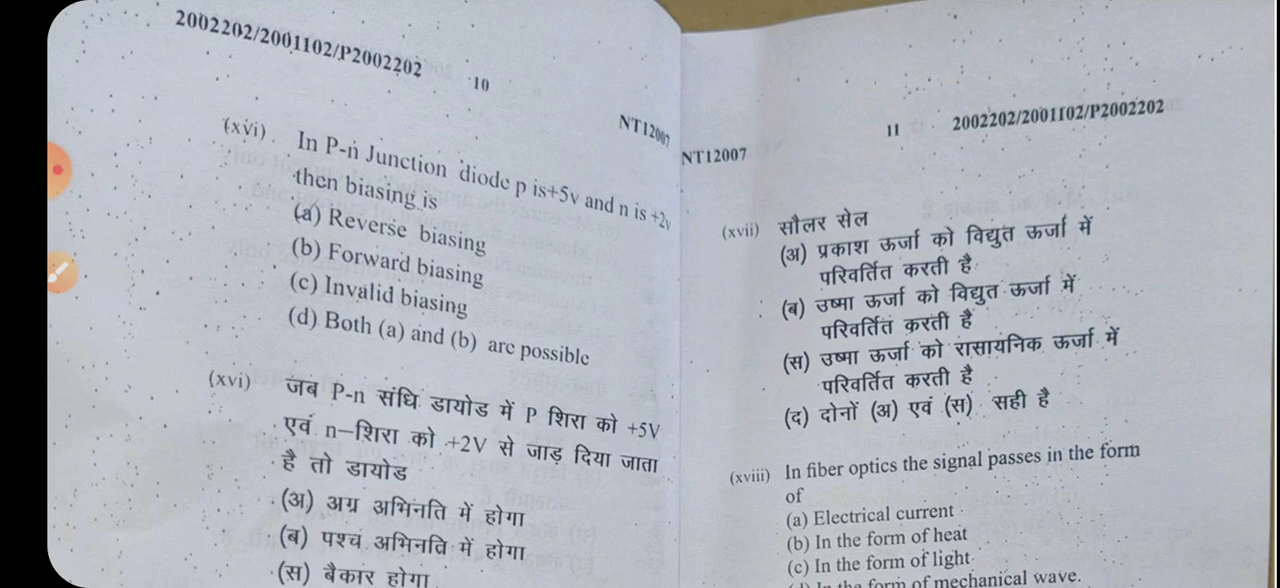 2002202/2001102/P2002202
10
NT12007
(xvi) In P-n Junction diode p is+5v and n is +2v
then biasing is
(a) Reverse biasing
(b) Forward biasing
(c) Invalid biasing
(d) Both (a) and (b) are possible
(xvi) जब P-n संधि डायोड में P शिरा को +5V
एवं n-शिरा को +2V से जाड़ दिया जाता
है तो डायोड
(अ) अग्र अभिनति में होगा
(ब) पश्च अभिनति में होगा
(स) बैकार होगा
11
2002202/2001102/P2002202
NT12007
(xvii) सौलर सेल
(अ) प्रकाश ऊर्जा को विद्युत ऊर्जा में
परिवर्तित करती है
(ब) उष्मा ऊर्जा को विद्युत ऊर्जा में
परिवर्तित करती है
(स) उष्मा ऊर्जा को रासायनिक ऊर्जा में
परिवर्तित करती है
(द) दोनों (अ) एवं (स) सही है
(xviii) In fiber optics the signal passes in the form
of
(a) Electrical current
(b) In the form of heat
(c) In the form of light
(d) In the form of mechanical wave.